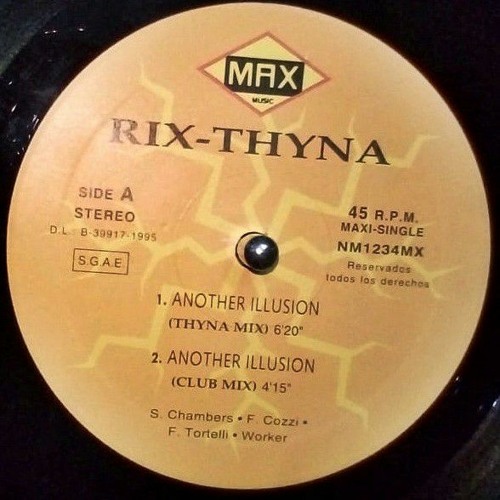 MAX
MUSIC
RIX-THYNA
SIDE A
STEREO
D.L.: B-39917-1995
S.G.A.E.
45 R.P.M.
MAXI-SINGLE
NM1234MX
Reservados
todos los derechos
1. ANOTHER ILLUSION
(THYNA MIX) 6'20"
2. ANOTHER ILLUSION
(CLUB MIX) 4'15"
S. Chambers • F. Cozzi •
F. Tortelli • Worker